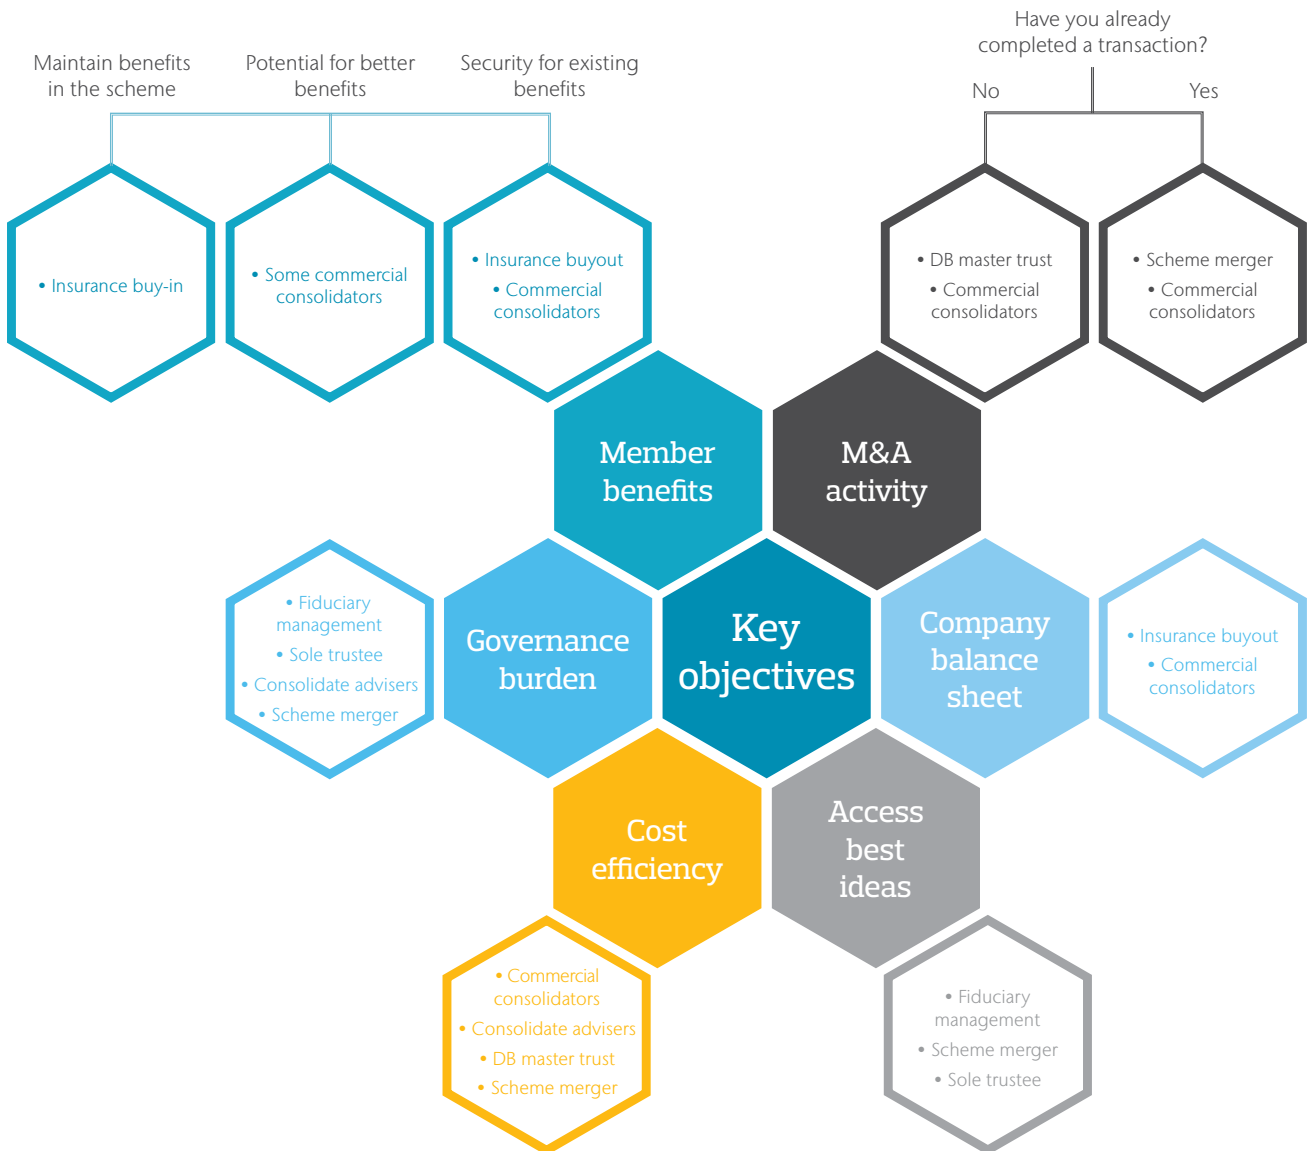 Maintain benefits
in the scheme
Potential for better
benefits
Security for existing
benefits
Have you already
completed a transaction?
No
Yes
• Insurance buy-in
• Some commercial
consolidators
• Insurance buyout
• Commercial
consolidators
• DB master trust
• Commercial
consolidators
• Scheme merger
• Commercial
consolidators
Member
benefits
M&A
activity
• Fiduciary
management
• Sole trustee
• Consolidate advisers
• Scheme merger
Governance
burden
Key
objectives
Company
balance
sheet
• Insurance buyout
• Commercial
consolidators
Cost
efficiency
Access
best
ideas
• Commercial
consolidators
• Consolidate advisers
• DB master trust
• Scheme merger
• Fiduciary
management
• Scheme merger
• Sole trustee